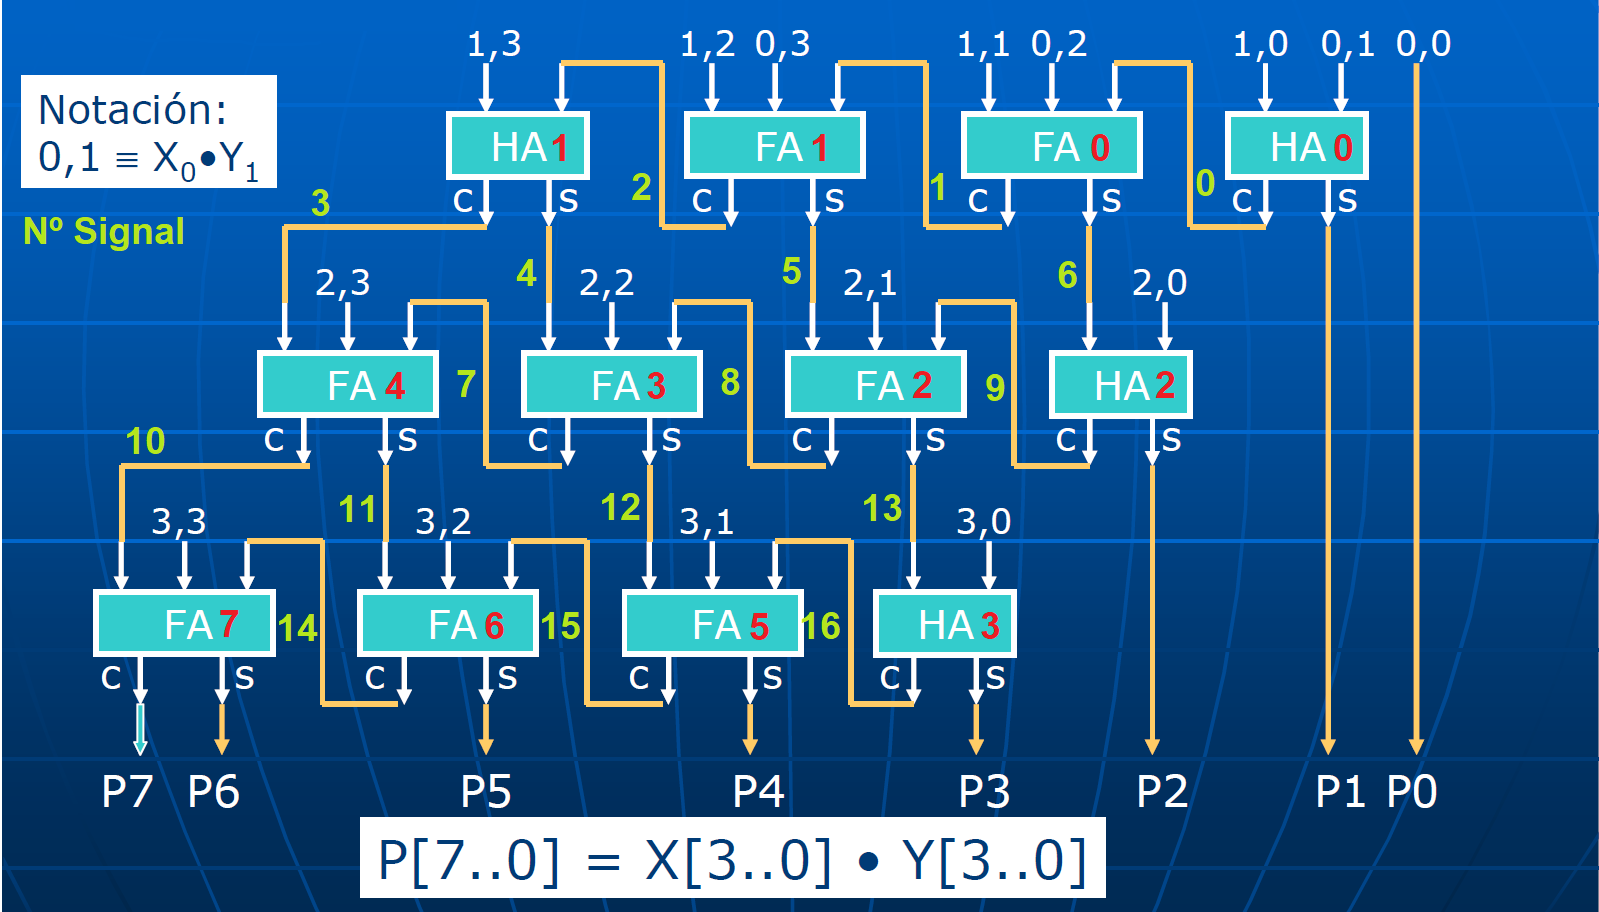 1,3 1,2 0,3 1,1 0,2 1,0 0,1 0,0
Notación:
0,1 ≡ X0•Y1
HA1 FA1 FA0 HA0
c s c s c s c s
3 2 1 0
Nº Signal
4 5 6
2,3 2,2 2,1 2,0
FA4 FA3 FA2 HA2
7 8 9
c s c s c s c s
10
11 12 13
3,3 3,2 3,1 3,0
FA7 FA6 FA5 HA3
14 15 16
c s c s c s c s
P7 P6 P5 P4 P3 P2 P1 P0
P[7..0] = X[3..0] • Y[3..0]